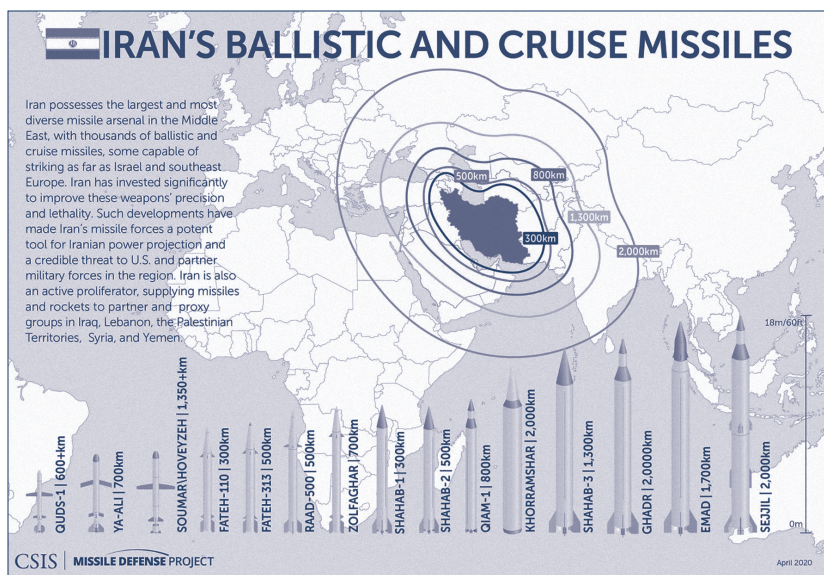 IRAN'S BALLISTIC AND CRUISE MISSILES
Iran possesses the largest and most
diverse missile arsenal in the Middle
East, with thousands of ballistic and
cruise missiles, some capable of
striking as far as Israel and southeast
Europe. Iran has invested significantly
to improve these weapons' precision
and lethality. Such developments have
made Iran's missile forces a potent
tool for Iranian power projection and
a credible threat to U.S. and partner
military forces in the region. Iran is also
an active proliferator, supplying missiles
and rockets to partner and proxy
groups in Iraq, Lebanon, the Palestinian
Territories, Syria, and Yemen.
500km
800km
1,300km
300km
2,000km
18m/60ft
0m
QUDS-1 | 600+km
YA-ALI | 700km
SOUMAR\HOVEYZEH | 1,350+km
FATEH-110 | 300km
FATEH-313 | 500km
RAAD-500 | 500km
ZOLFAGHAR | 700km
SHAHAB-1 | 300km
SHAHAB-2 | 500km
QIAM-1 | 800km
KHORRAMSHAR | 2,000km
SHAHAB-3 | 1,300km
GHADR | 2,0000km
EMAD | 1,700km
SEJJIL | 2,000km
CSIS | MISSILE DEFENSE PROJECT
April 2020